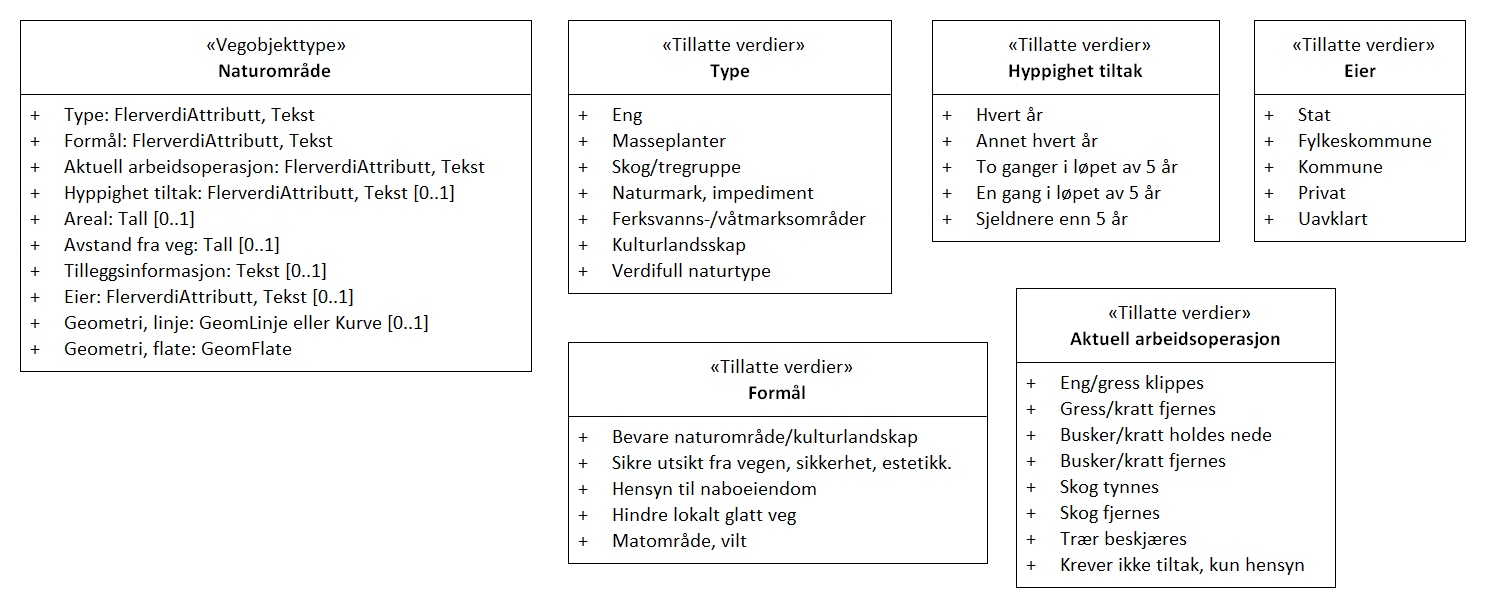 «Vegobjekttype»
Naturområde
+ Type: FlerverdiAttributt, Tekst
+ Formål: FlerverdiAttributt, Tekst
+ Aktuell arbeidsoperasjon: FlerverdiAttributt, Tekst
+ Hyppighet tiltak: FlerverdiAttributt, Tekst [0..1]
+ Areal: Tall [0..1]
+ Avstand fra veg: Tall [0..1]
+ Tilleggsinformasjon: Tekst [0..1]
+ Eier: FlerverdiAttributt, Tekst [0..1]
+ Geometri, linje: GeomLinje eller Kurve [0..1]
+ Geometri, flate: GeomFlate
«Tillatte verdier»
Type
+ Eng
+ Masseplanter
+ Skog/tregruppe
+ Naturmark, impediment
+ Ferksvanns-/våtmarksområder
+ Kulturlandsskap
+ Verdifull naturtype
«Tillatte verdier»
Hyppighet tiltak
+ Hvert år
+ Annet hvert år
+ To ganger i løpet av 5 år
+ En gang i løpet av 5 år
+ Sjeldnere enn 5 år
«Tillatte verdier»
Eier
+ Stat
+ Fylkeskommune
+ Kommune
+ Privat
+ Uavklart
«Tillatte verdier»
Formål
+ Bevare naturområde/kulturlandskap
+ Sikre utsikt fra vegen, sikkerhet, estetikk.
+ Hensyn til naboeiendom
+ Hindre lokalt glatt veg
+ Matområde, vilt
«Tillatte verdier»
Aktuell arbeidsoperasjon
+ Eng/gress klippes
+ Gress/kratt fjernes
+ Busker/kratt holdes nede
+ Busker/kratt fjernes
+ Skog tynnes
+ Skog fjernes
+ Trær beskjæres
+ Krever ikke tiltak, kun hensyn